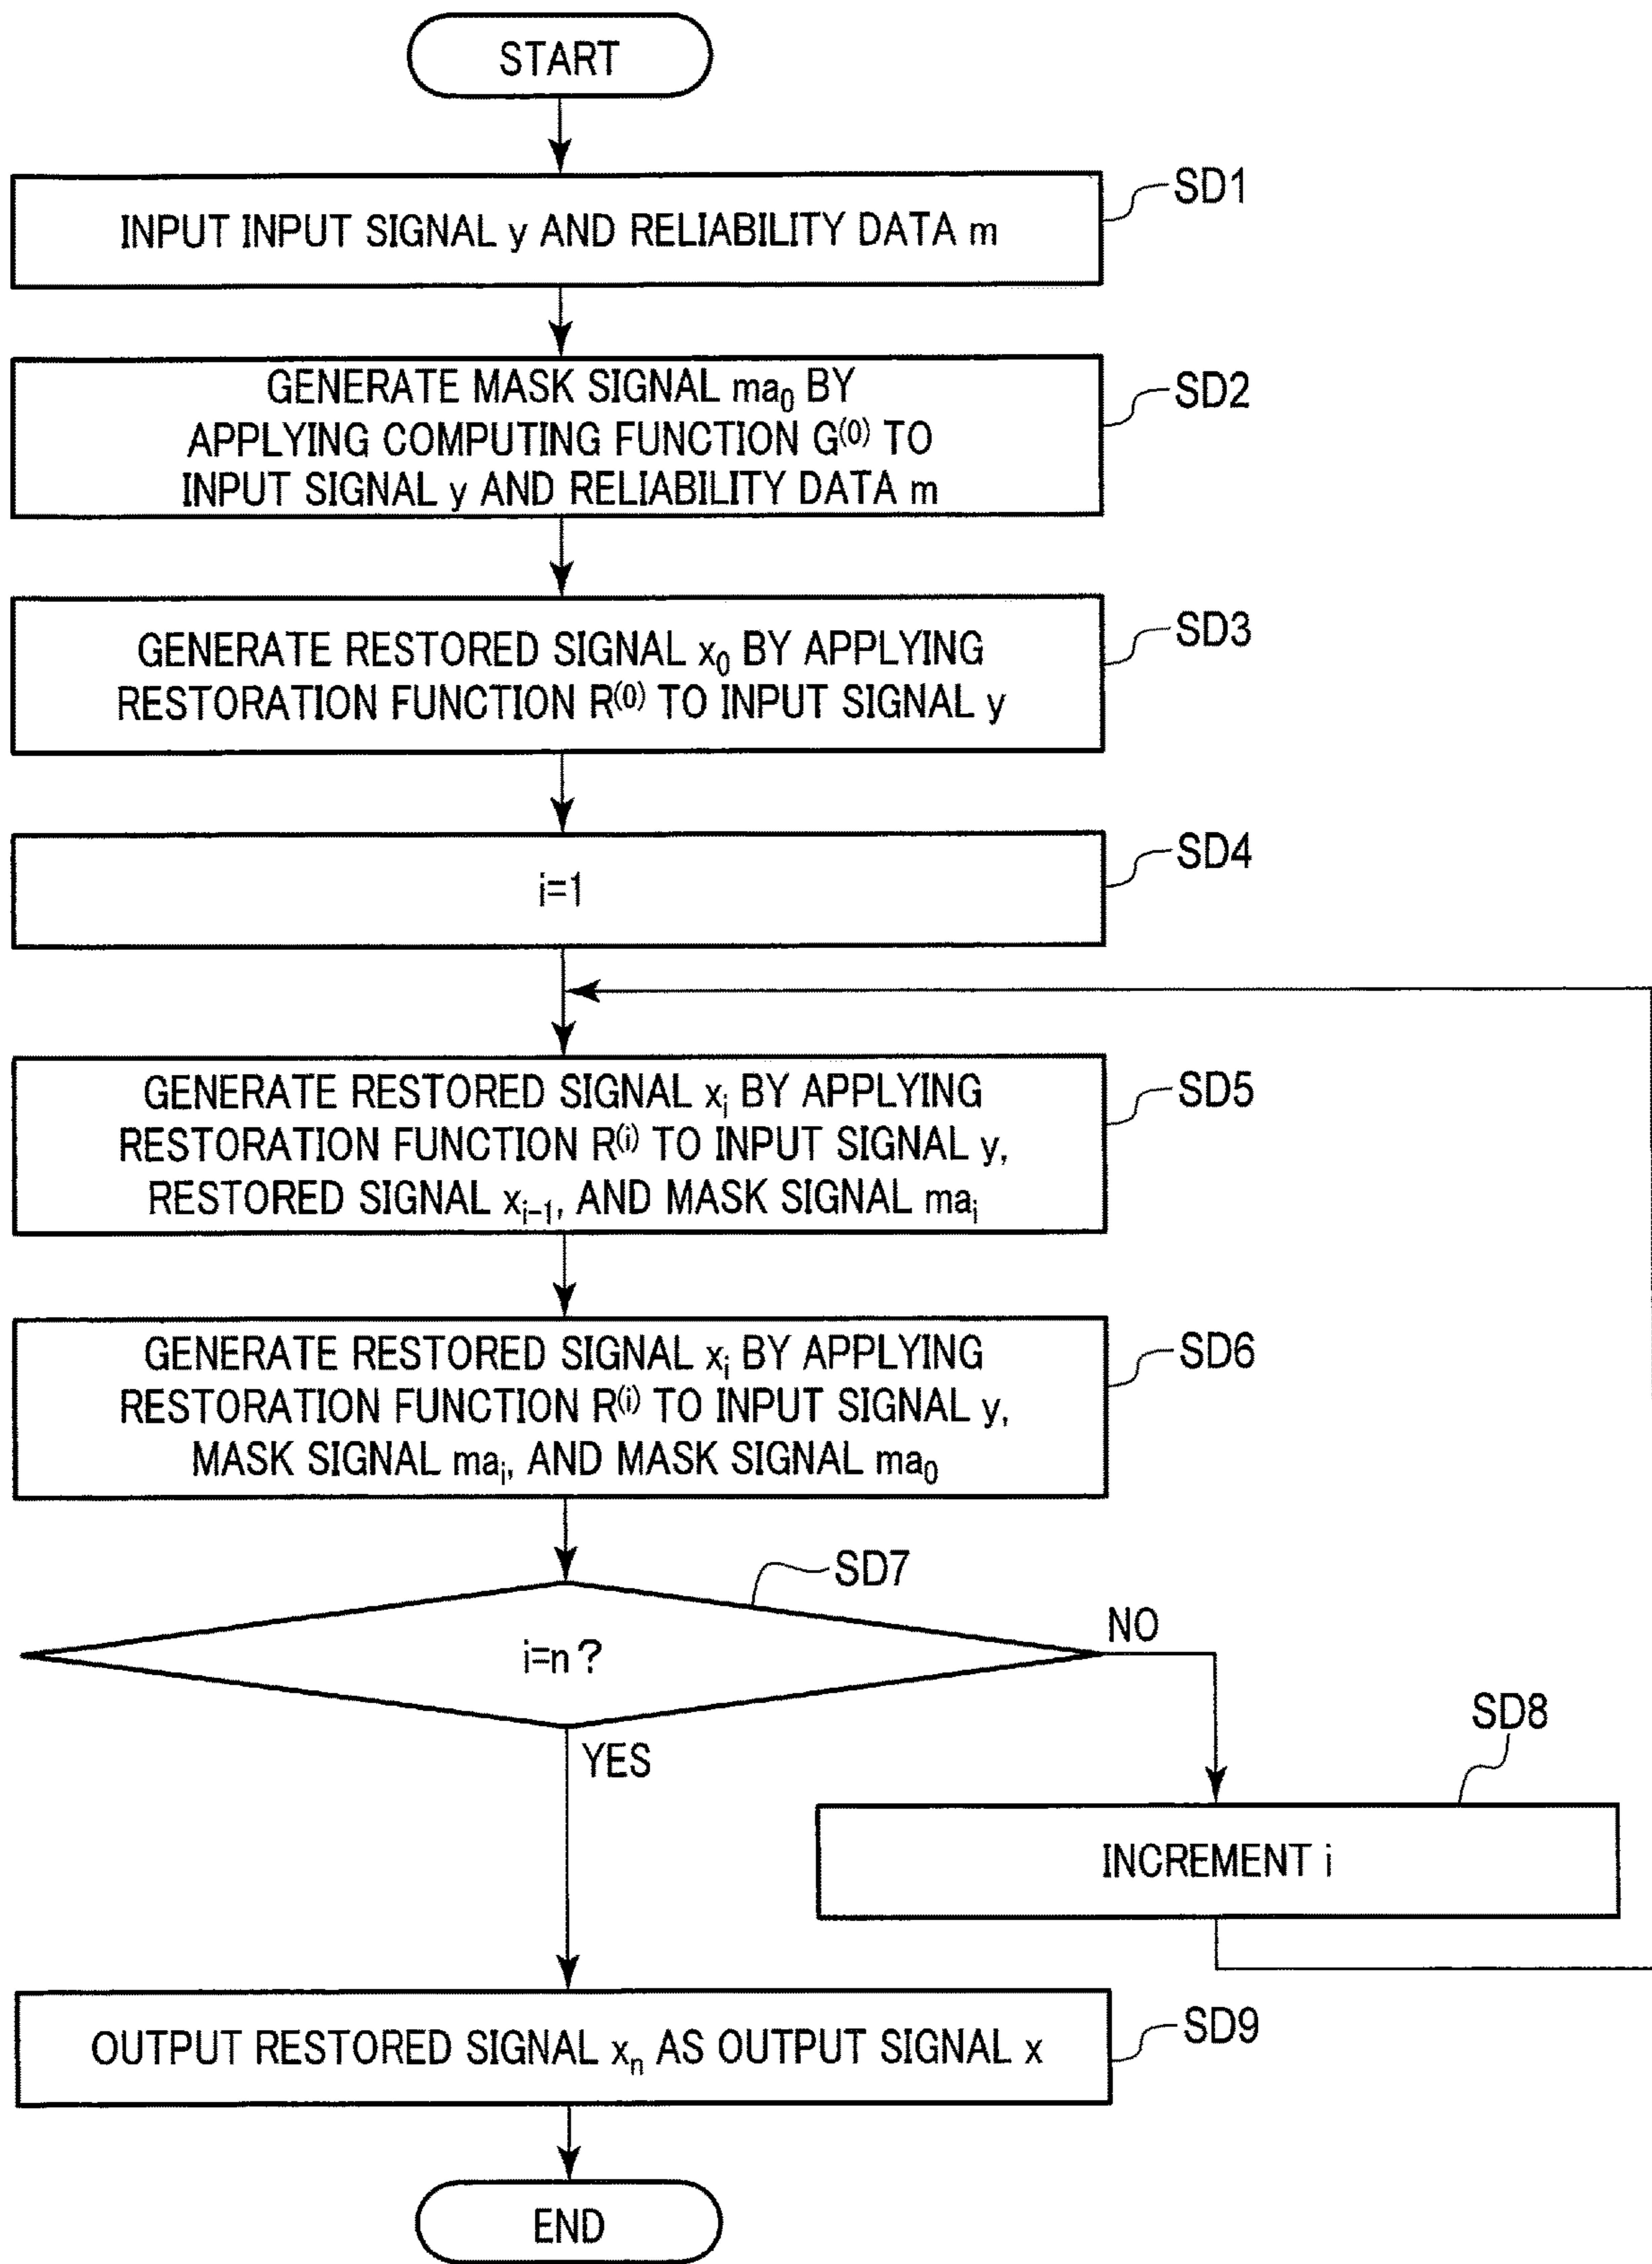 START
SD1
INPUT INPUT SIGNAL y AND RELIABILITY DATA m
SD2
GENERATE MASK SIGNAL ma₀ BY
APPLYING COMPUTING FUNCTION G⁽⁰⁾ TO
INPUT SIGNAL y AND RELIABILITY DATA m
SD3
GENERATE RESTORED SIGNAL x₀ BY APPLYING
RESTORATION FUNCTION R⁽⁰⁾ TO INPUT SIGNAL y
SD4
i=1
SD5
GENERATE RESTORED SIGNAL xᵢ BY APPLYING
RESTORATION FUNCTION R⁽ⁱ⁾ TO INPUT SIGNAL y,
RESTORED SIGNAL xᵢ₋₁, AND MASK SIGNAL maᵢ
SD6
GENERATE RESTORED SIGNAL xᵢ BY APPLYING
RESTORATION FUNCTION R⁽ⁱ⁾ TO INPUT SIGNAL y,
MASK SIGNAL maᵢ, AND MASK SIGNAL ma₀
SD7
i=n?
NO
YES
SD8
INCREMENT i
SD9
OUTPUT RESTORED SIGNAL xₙ AS OUTPUT SIGNAL x
END